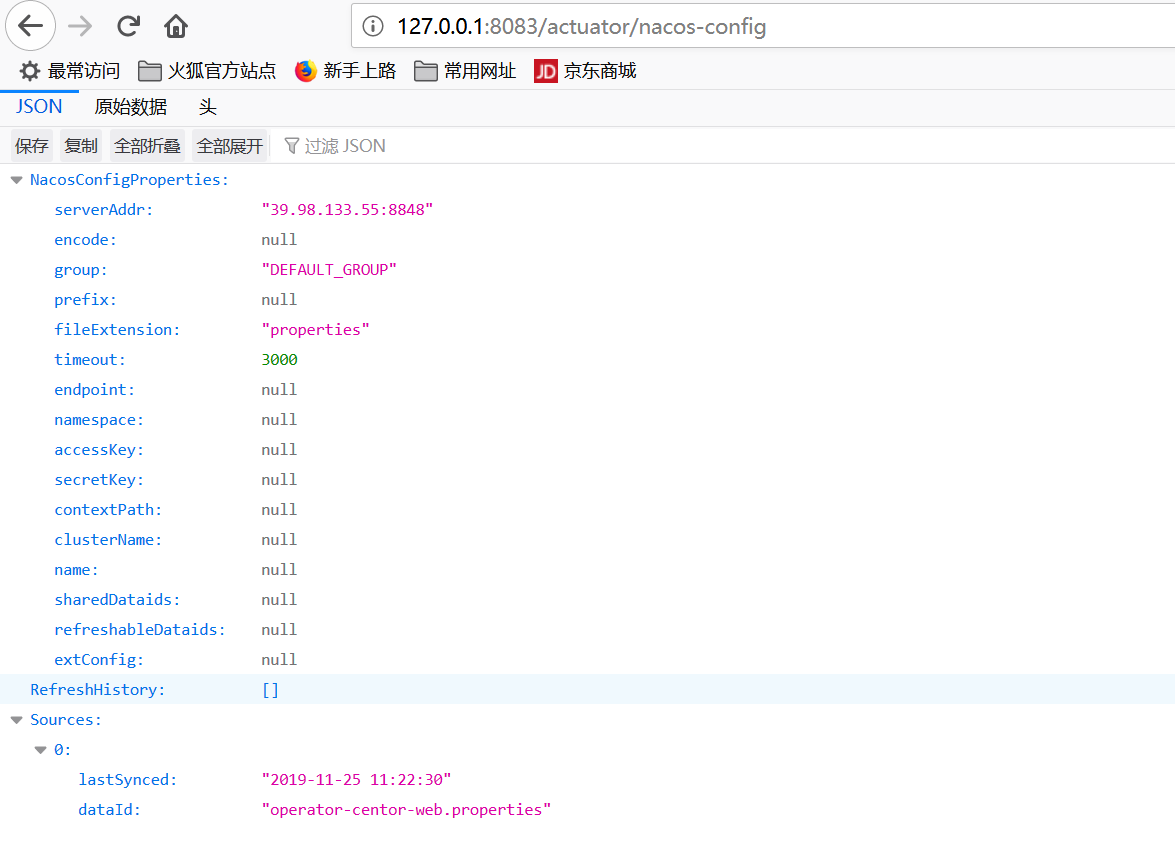 127.0.0.1:8083/actuator/nacos-config
最常访问 火狐官方站点 新手上路 常用网址 JD 京东商城
JSON 原始数据 头
保存 复制 全部折叠 全部展开 过滤 JSON
NacosConfigProperties:
serverAddr: "39.98.133.55:8848"
encode: null
group: "DEFAULT_GROUP"
prefix: null
fileExtension: "properties"
timeout: 3000
endpoint: null
namespace: null
accessKey: null
secretKey: null
contextPath: null
clusterName: null
name: null
sharedDataids: null
refreshableDataids: null
extConfig: null
RefreshHistory: []
Sources:
0:
lastSynced: "2019-11-25 11:22:30"
dataId: "operator-centor-web.properties"